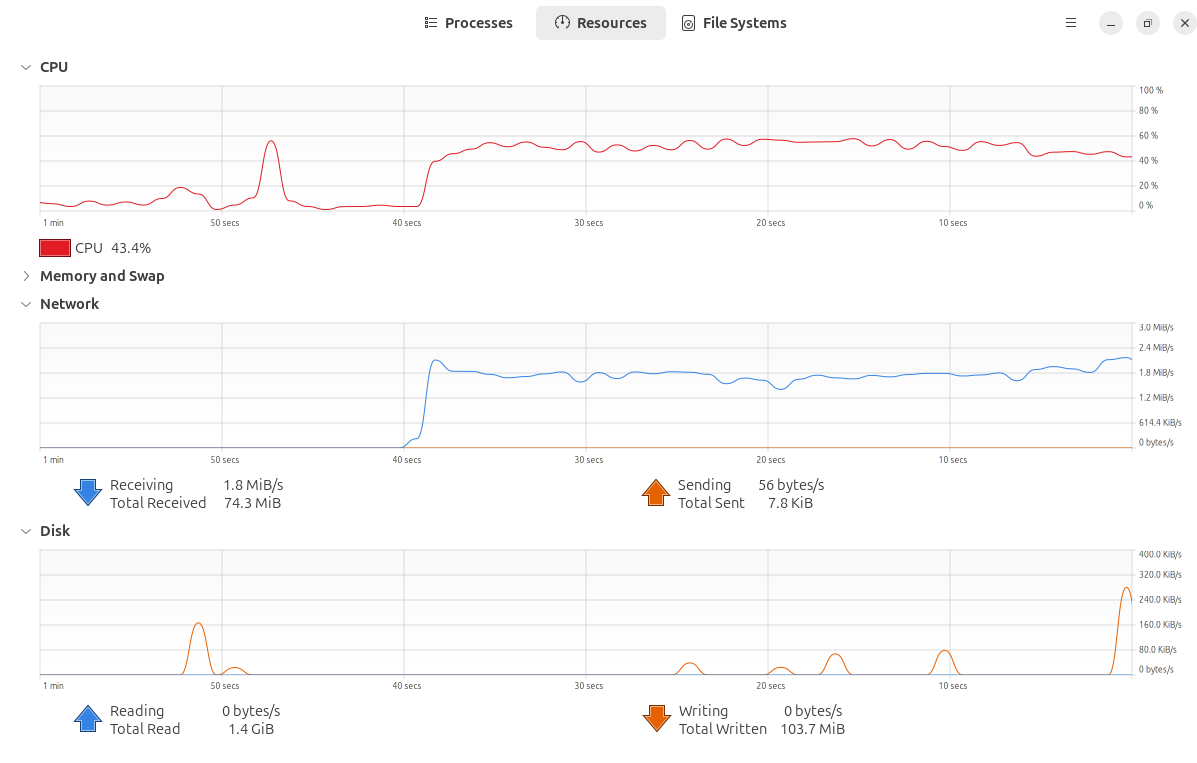 Processes Resources File Systems
CPU
100 %
80 %
60 %
40 %
20 %
0 %
1 min 50 secs 40 secs 30 secs 20 secs 10 secs
CPU 43.4%
Memory and Swap
Network
3.0 MiB/s
2.4 MiB/s
1.8 MiB/s
1.2 MiB/s
614.4 KiB/s
0 bytes/s
1 min 50 secs 40 secs 30 secs 20 secs 10 secs
Receiving 1.8 MiB/s Sending 56 bytes/s
Total Received 74.3 MiB Total Sent 7.8 KiB
Disk
400.0 KiB/s
320.0 KiB/s
240.0 KiB/s
160.0 KiB/s
80.0 KiB/s
0 bytes/s
1 min 50 secs 40 secs 30 secs 20 secs 10 secs
Reading 0 bytes/s Writing 0 bytes/s
Total Read 1.4 GiB Total Written 103.7 MiB